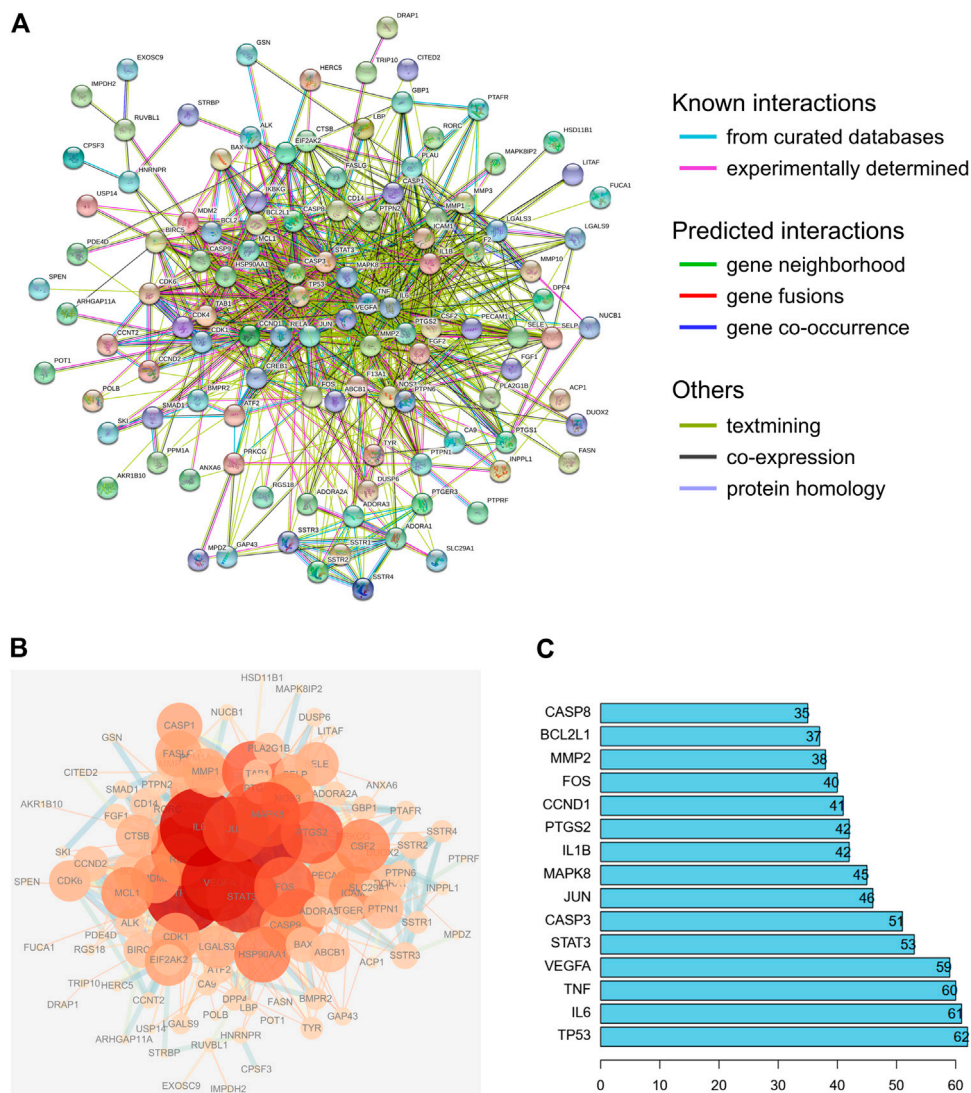 A
DRAP1
GSN
EXOSC9
HERC5
TRIP10
CITED2
IMPDH2
GBP1
STRBP
LBP
PTAFR
RUVBL1
ALK
CTSB
RORC
HSD11B1
EIF2AK2
CPSF3
BAX
PLAU
MAPK8IP2
HNRNPR
FASLG
LITAF
CASP1
USP14
IKBKG
CD14
MMP3
FUCA1
MDM2
BCL2L1
CASP8
PTPN2
MMP1
LGALS3
BCL2
ICAM1
LGALS9
BIRC5
MCL1
STAT3
F2
PDE4D
CASP9
IL1B
HSP90AA1
CASP3
MAPK8
MMP10
SPEN
CDK6
TP53
TNF
IL6
DPP4
ARHGAP11A
TAB1
VEGFA
CDK4
CSF2
PECAM1
NUCB1
CCNT2
CDK1
CCND1
RELA
JUN
PTGS2
SELE
SELP
MMP2
FGF2
POT1
CCND2
CREB1
F13A1
FGF1
FOS
ABCB1
NOS3
PTPN6
PLA2G1B
ACP1
POLB
BMPR2
SMAD1
ATF2
DUOX2
SKI
CA9
PTGS1
TYR
PPM1A
PRKCG
PTPN1
INPPL1
FASN
AKR1B10
ANXA6
RGS18
DUSP6
ADORA2A
PTGER3
PTPRF
ADORA3
ADORA1
SSTR3
SSTR1
MPDZ
GAP43
SSTR2
SLC29A1
SSTR4
Known interactions
from curated databases
experimentally determined
Predicted interactions
gene neighborhood
gene fusions
gene co-occurrence
Others
textmining
co-expression
protein homology
B
HSD11B1
MAPK8IP2
NUCB1
CASP1
DUSP6
LITAF
GSN
FASLG
PLA2G1B
MMP1
TAB1
CITED2
PTPN2
ANXA6
SMAD1
ADORA2A
AKR1B10
CD14
GBP1
PTAFR
FGF1
IL6
CTSB
PTGS2
CSF2
SSTR4
SKI
CCND2
PTPRF
SPEN
CDK6
PTPN6
MCL1
STAT3
FOS
SLC29A1
INPPL1
PTPN1
ALK
CASP9
SSTR1
PDE4D
CDK1
MPDZ
FUCA1
LGALS3
BAX
RGS18
EIF2AK2
HSP90AA1
ABCB1
SSTR3
ACP1
ATF2
TRIP10
HERC5
CA9
DRAP1
CCNT2
DPP4
FASN
BMPR2
LBP
POLB
POT1
GAP43
USP14
LGALS9
TYR
ARHGAP11A
HNRNPR
STRBP
RUVBL1
CPSF3
EXOSC9
IMPDH2
C
CASP8 35
BCL2L1 37
MMP2 38
FOS 40
CCND1 41
PTGS2 42
IL1B 42
MAPK8 45
JUN 46
CASP3 51
STAT3 53
VEGFA 59
TNF 60
IL6 61
TP53 62
0 10 20 30 40 50 60